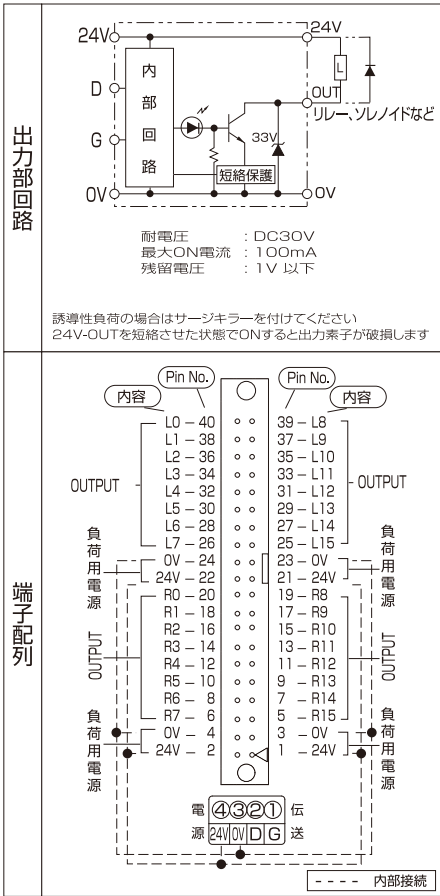 出力部回路
24V
24V
D
内部回路
L
OUT
リレー、ソレノイドなど
G
33V
短絡保護
0V
0V
耐電圧 : DC30V
最大ON電流 : 100mA
残留電圧 : 1V 以下
誘導性負荷の場合はサージキラーを付けてください
24V-OUTを短絡させた状態でONすると出力素子が破損します
端子配列
Pin No. Pin No.
内容 内容
L0 - 40 39 - L8
L1 - 38 37 - L9
L2 - 36 35 - L10
L3 - 34 33 - L11
L4 - 32 31 - L12
L5 - 30 29 - L13
L6 - 28 27 - L14
L7 - 26 25 - L15
OUTPUT OUTPUT
0V - 24 23 - 0V
24V - 22 21 - 24V
負荷用電源 負荷用電源
R0 - 20 19 - R8
R1 - 18 17 - R9
R2 - 16 15 - R10
R3 - 14 13 - R11
R4 - 12 11 - R12
R5 - 10 9 - R13
R6 - 8 7 - R14
R7 - 6 5 - R15
OUTPUT OUTPUT
0V - 4 3 - 0V
24V - 2 1 - 24V
負荷用電源 負荷用電源
電源 ④③②① 伝送
24V 0V D G
---- 内部接続